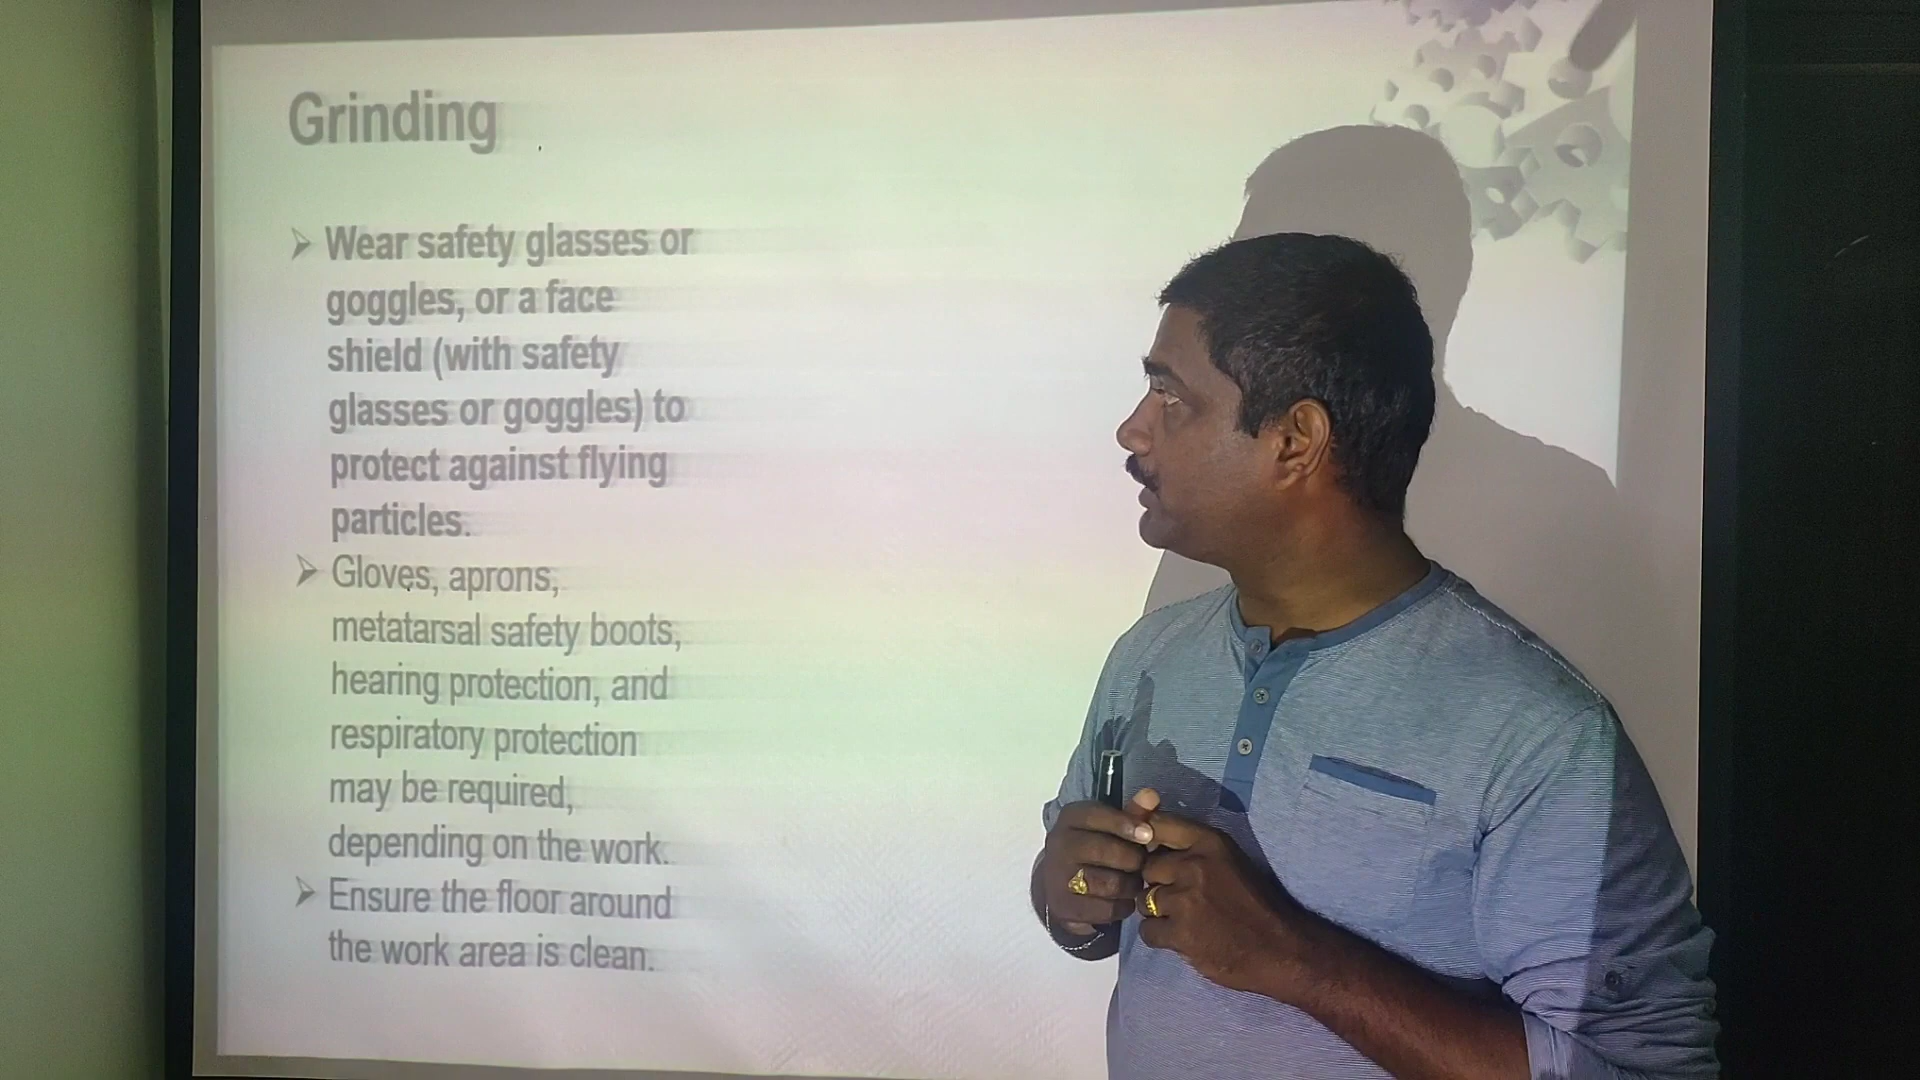 Grinding
Wear safety glasses or
goggles, or a face
shield (with safety
glasses or goggles) to
protect against flying
particles.
Gloves, aprons,
metatarsal safety boots,
hearing protection, and
respiratory protection
may be required,
depending on the work.
Ensure the floor around
the work area is clean.